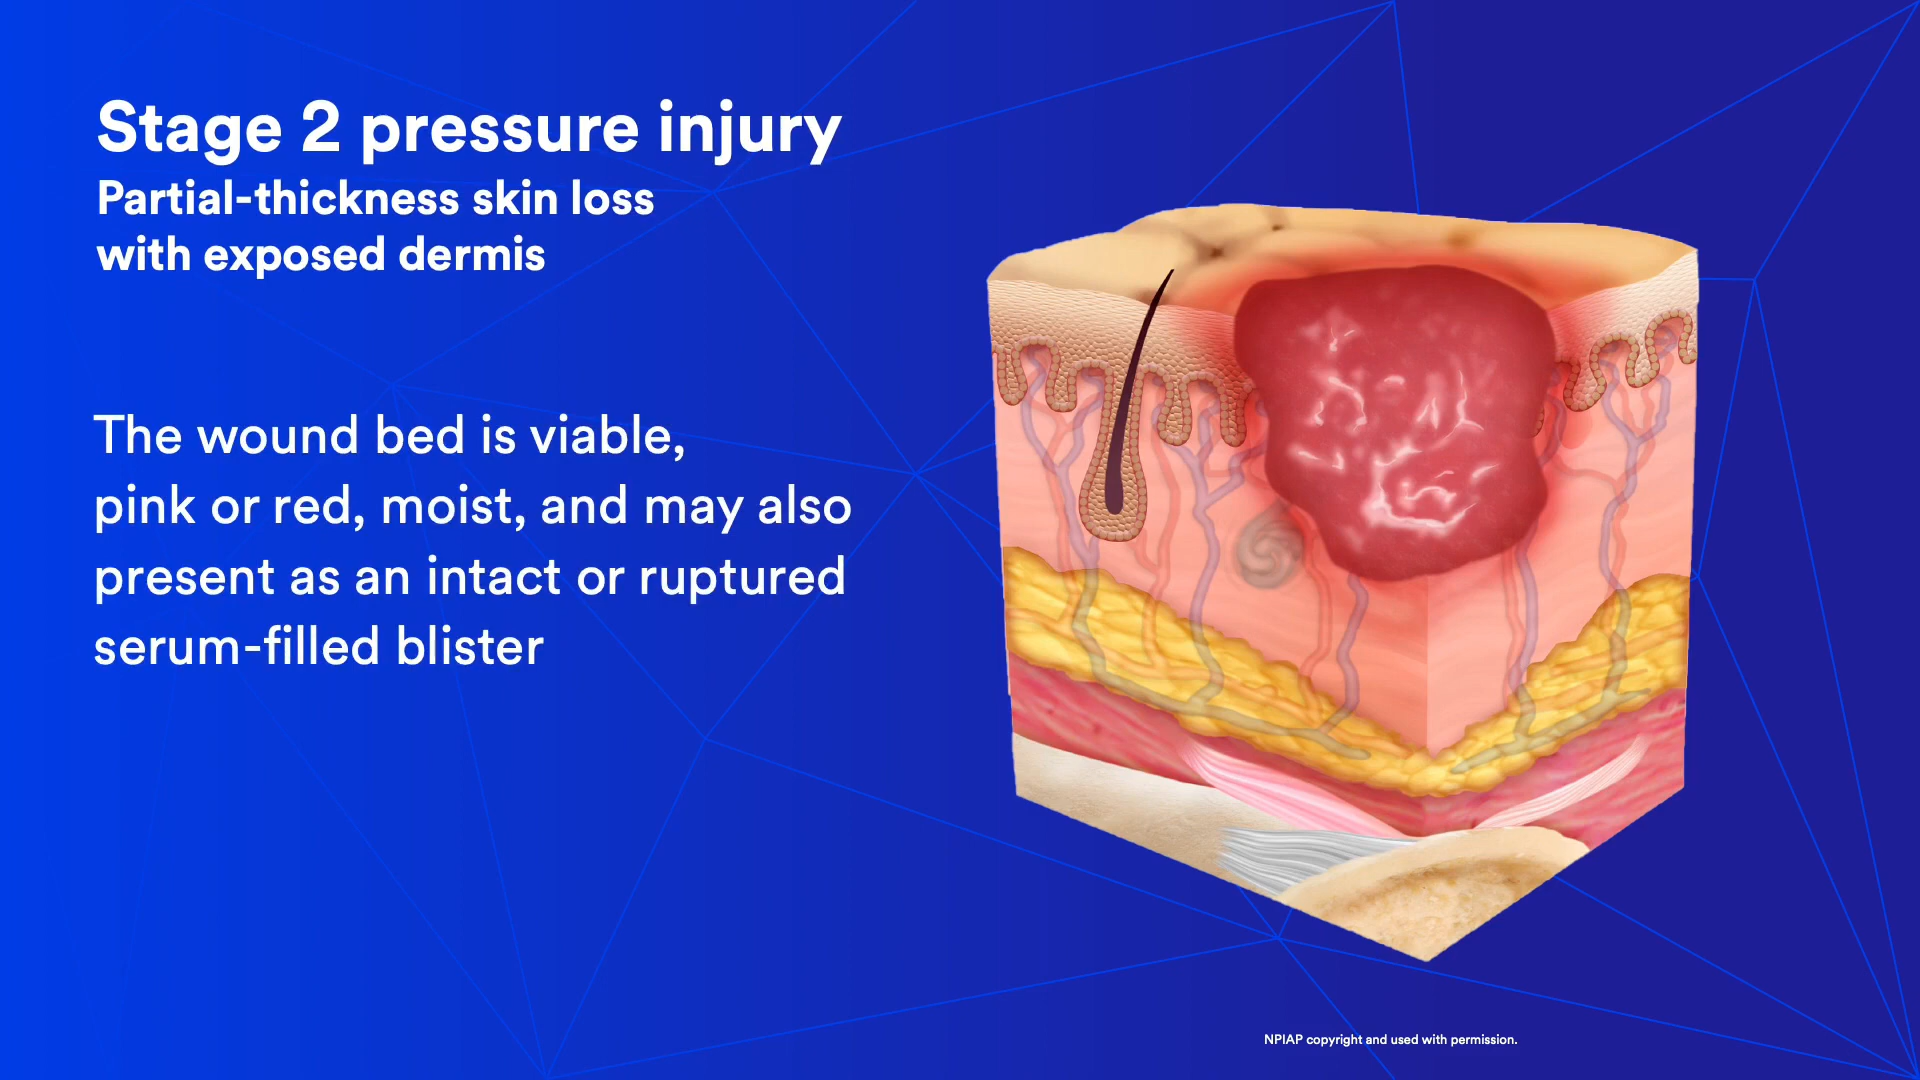 Stage 2 pressure injury
Partial-thickness skin loss
with exposed dermis
The wound bed is viable,
pink or red, moist, and may also
present as an intact or ruptured
serum-filled blister
NPIAP copyright and used with permission.